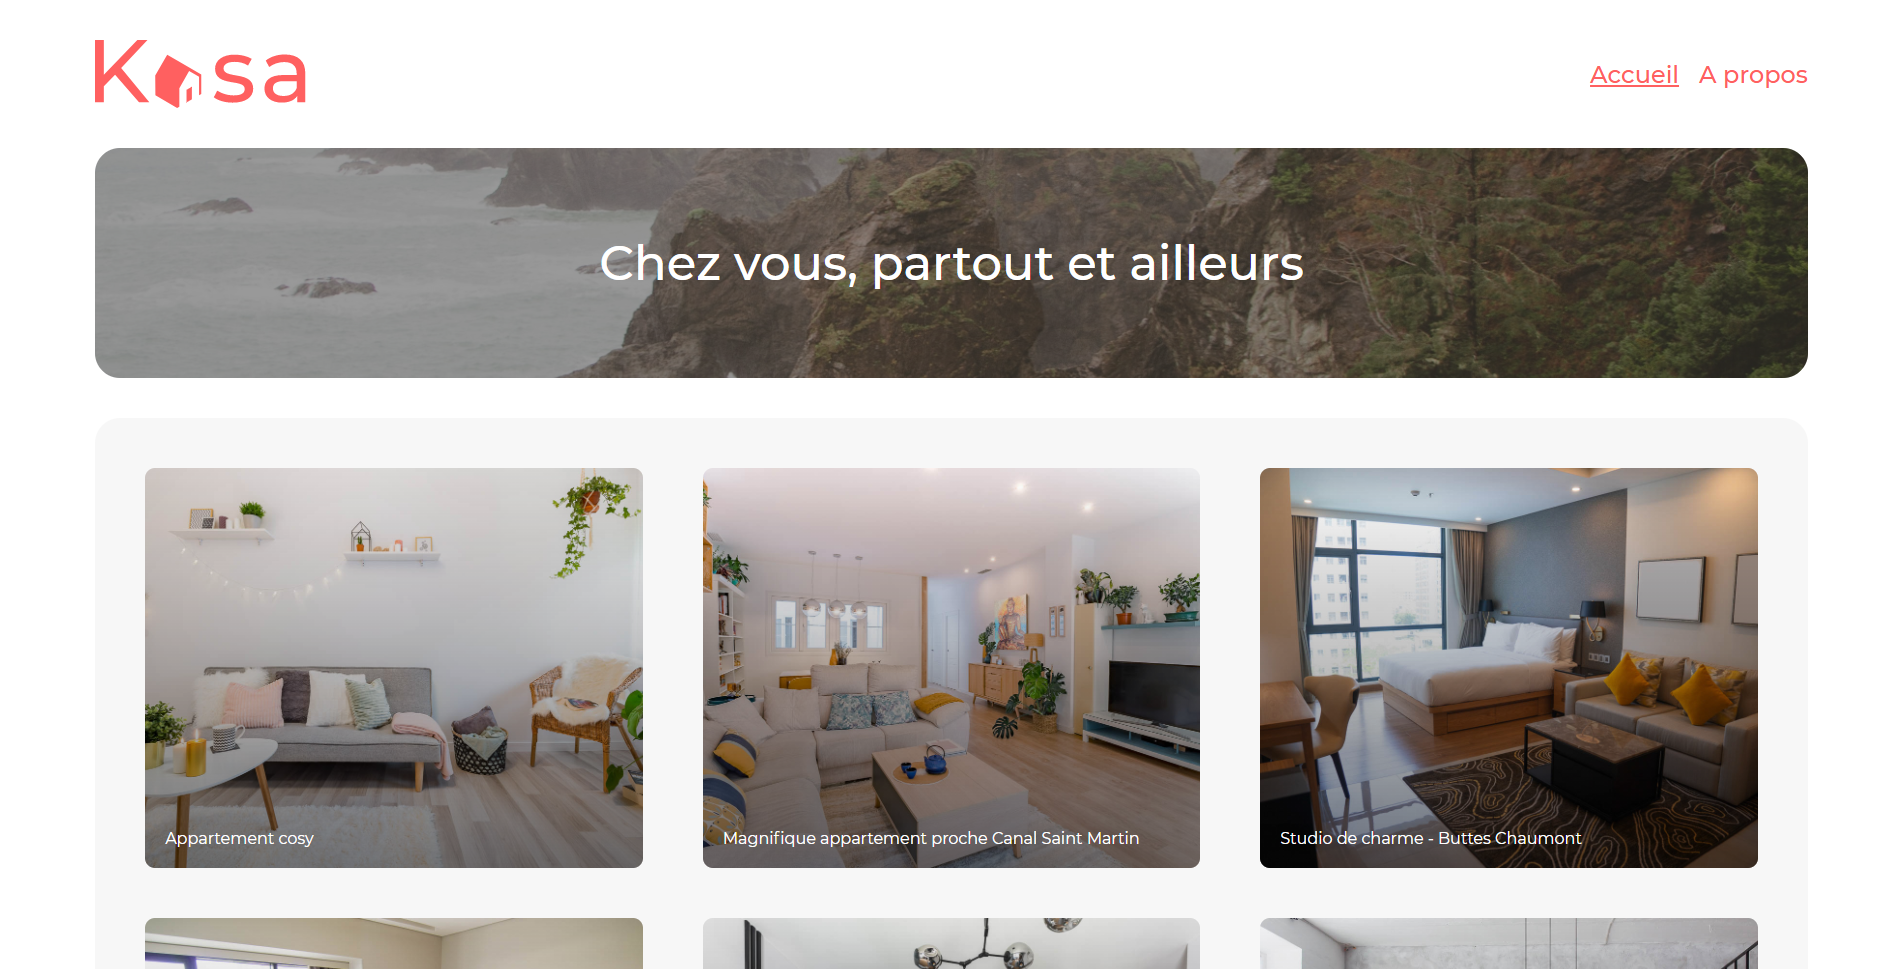 Kasa
Accueil A propos
Chez vous, partout et ailleurs
Appartement cosy
Magnifique appartement proche Canal Saint Martin
Studio de charme - Buttes Chaumont